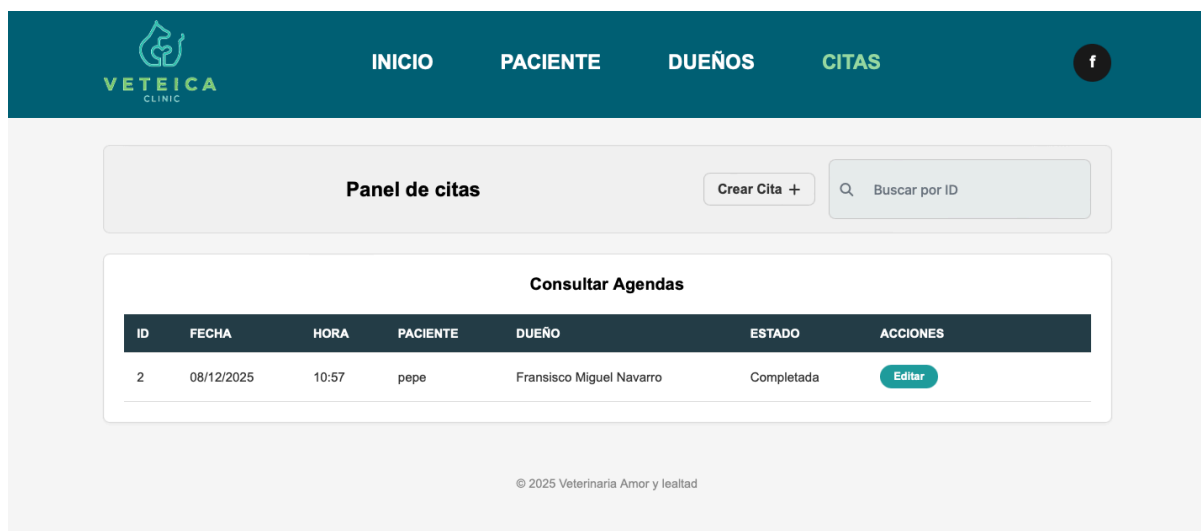 VETEICA
CLINIC
INICIO PACIENTE DUEÑOS CITAS f
Panel de citas Crear Cita + Buscar por ID
Consultar Agendas
ID FECHA HORA PACIENTE DUEÑO ESTADO ACCIONES
2 08/12/2025 10:57 pepe Fransisco Miguel Navarro Completada Editar
© 2025 Veterinaria Amor y lealtad